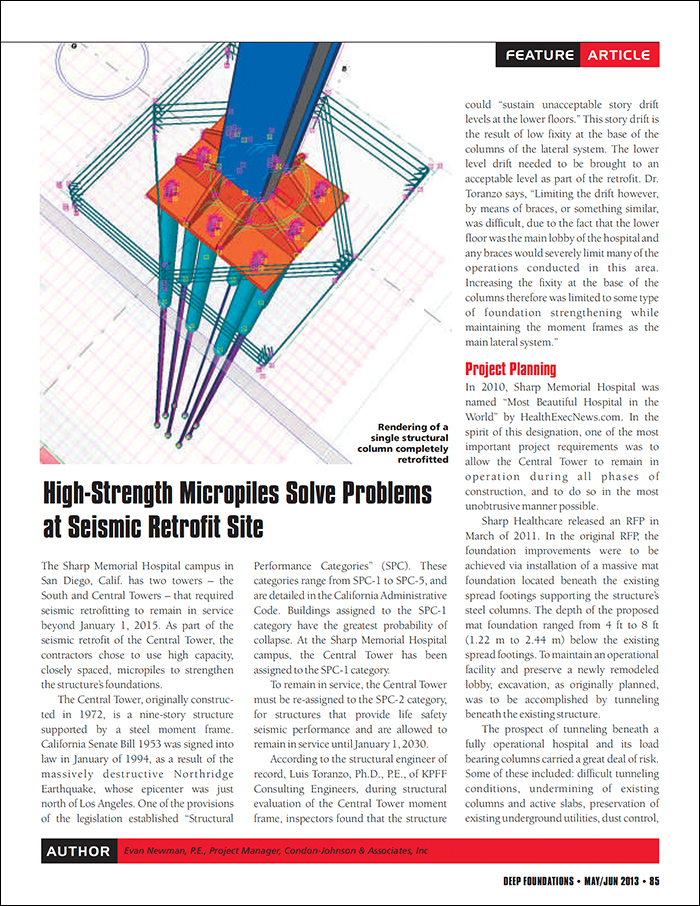 FEATURE ARTICLE
Rendering of a
single structural
column completely
retrofitted
High-Strength Micropiles Solve Problems
at Seismic Retrofit Site
The Sharp Memorial Hospital campus in
San Diego, Calif. has two towers – the
South and Central Towers – that required
seismic retrofitting to remain in service
beyond January 1, 2015. As part of the
seismic retrofit of the Central Tower, the
contractors chose to use high capacity,
closely spaced, micropiles to strengthen
the structure's foundations.
The Central Tower, originally construc-
ted in 1972, is a nine-story structure
supported by a steel moment frame.
California Senate Bill 1953 was signed into
law in January of 1994, as a result of the
massively destructive Northridge
Earthquake, whose epicenter was just
north of Los Angeles. One of the provisions
of the legislation established “Structural
Performance Categories” (SPC). These
categories range from SPC-1 to SPC-5, and
are detailed in the California Administrative
Code. Buildings assigned to the SPC-1
category have the greatest probability of
collapse. At the Sharp Memorial Hospital
campus, the Central Tower has been
assigned to the SPC-1 category.
To remain in service, the Central Tower
must be re-assigned to the SPC-2 category,
for structures that provide life safety
seismic performance and are allowed to
remain in service until January 1, 2030.
According to the structural engineer of
record, Luis Toranzo, Ph.D., P.E., of KPFF
Consulting Engineers, during structural
evaluation of the Central Tower moment
frame, inspectors found that the structure
could “sustain unacceptable story drift
levels at the lower floors.” This story drift is
the result of low fixity at the base of the
columns of the lateral system. The lower
level drift needed to be brought to an
acceptable level as part of the retrofit. Dr.
Toranzo says, “Limiting the drift however,
by means of braces, or something similar,
was difficult, due to the fact that the lower
floor was the main lobby of the hospital and
any braces would severely limit many of the
operations conducted in this area.
Increasing the fixity at the base of the
columns therefore was limited to some type
of foundation strengthening while
maintaining the moment frames as the
main lateral system.”
Project Planning
In 2010, Sharp Memorial Hospital was
named “Most Beautiful Hospital in the
World” by HealthExecNews.com. In the
spirit of this designation, one of the most
important project requirements was to
allow the Central Tower to remain in
operation during all phases of
construction, and to do so in the most
unobtrusive manner possible.
Sharp Healthcare released an RFP in
March of 2011. In the original RFP, the
foundation improvements were to be
achieved via installation of a massive mat
foundation located beneath the existing
spread footings supporting the structure's
steel columns. The depth of the proposed
mat foundation ranged from 4 ft to 8 ft
(1.22 m to 2.44 m) below the existing
spread footings. To maintain an operational
facility and preserve a newly remodeled
lobby, excavation, as originally planned,
was to be accomplished by tunneling
beneath the existing structure.
The prospect of tunneling beneath a
fully operational hospital and its load
bearing columns carried a great deal of risk.
Some of these included: difficult tunneling
conditions, undermining of existing
columns and active slabs, preservation of
existing underground utilities, dust control,
AUTHOR Evan Newman, P.E., Project Manager, Condon-Johnson & Associates, Inc
DEEP FOUNDATIONS • MAY/JUN 2013 • 85